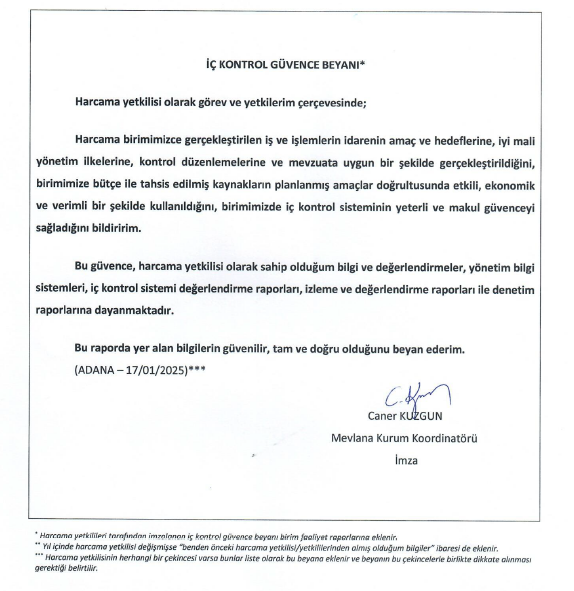 İÇ KONTROL GÜVENCE BEYANI*
Harcama yetkilisi olarak görev ve yetkilerim çerçevesinde;
Harcama birimimizce gerçekleştirilen iş ve işlemlerin idarenin amaç ve hedeflerine, iyi mali
yönetim ilkelerine, kontrol düzenlemelerine ve mevzuata uygun bir şekilde gerçekleştirildiğini,
birimimize bütçe ile tahsis edilmiş kaynakların planlanmış amaçlar doğrultusunda etkili, ekonomik
ve verimli bir şekilde kullanıldığını, birimimizde iç kontrol sisteminin yeterli ve makul güvenceyi
sağladığını bildiririm.
Bu güvence, harcama yetkilisi olarak sahip olduğum bilgi ve değerlendirmeler, yönetim bilgi
sistemleri, iç kontrol sistemi değerlendirme raporları, izleme ve değerlendirme raporları ile denetim
raporlarına dayanmaktadır.
Bu raporda yer alan bilgilerin güvenilir, tam ve doğru olduğunu beyan ederim.
(ADANA – 17/01/2025)***
Caner KUZGUN
Mevlana Kurum Koordinatörü
İmza
* Harcama yetkilileri tarafından imzalanan iç kontrol güvence beyanı birim faaliyet raporlarına eklenir.
** Yıl içinde harcama yetkilisi değişmişse "benden önceki harcama yetkilisi/yetkililerinden almış olduğum bilgiler" ibaresi de eklenir.
*** Harcama yetkilisinin herhangi bir çekincesi varsa bunlar liste olarak bu beyana eklenir ve beyanın bu çekincelerle birlikte dikkate alınması
gerektiği belirtilir.